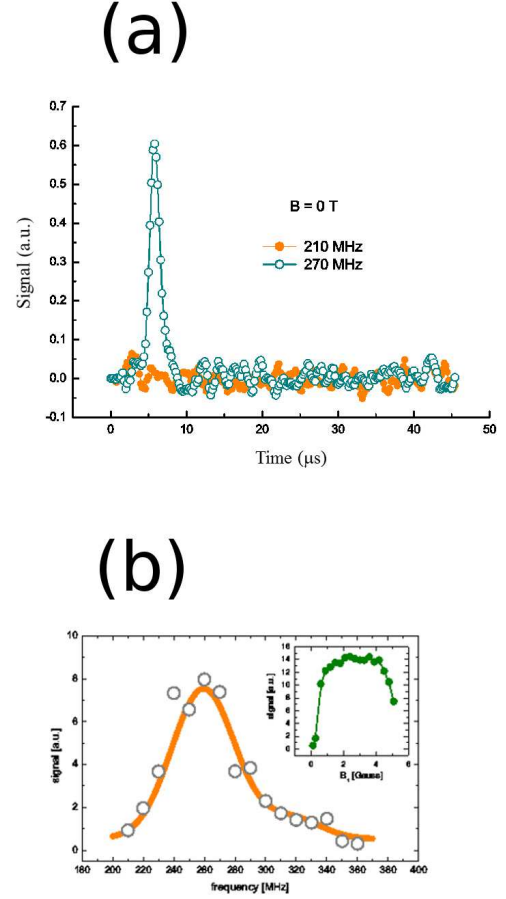 (a)
0.7
0.6
0.5
0.4
0.3
0.2
0.1
0.0
-0.1
Signal (a.u.)
B = 0 T
210 MHz
270 MHz
0 10 20 30 40 50
Time (μs)
(b)
10
8
6
4
2
0
signal [a.u.]
160 180 200 220 240 260 280 300 320 340 360 380 400
frequency [MHz]
16
14
12
10
8
6
4
2
0
signal [a.u.]
0 2 4 6
B₁ [Gauss]